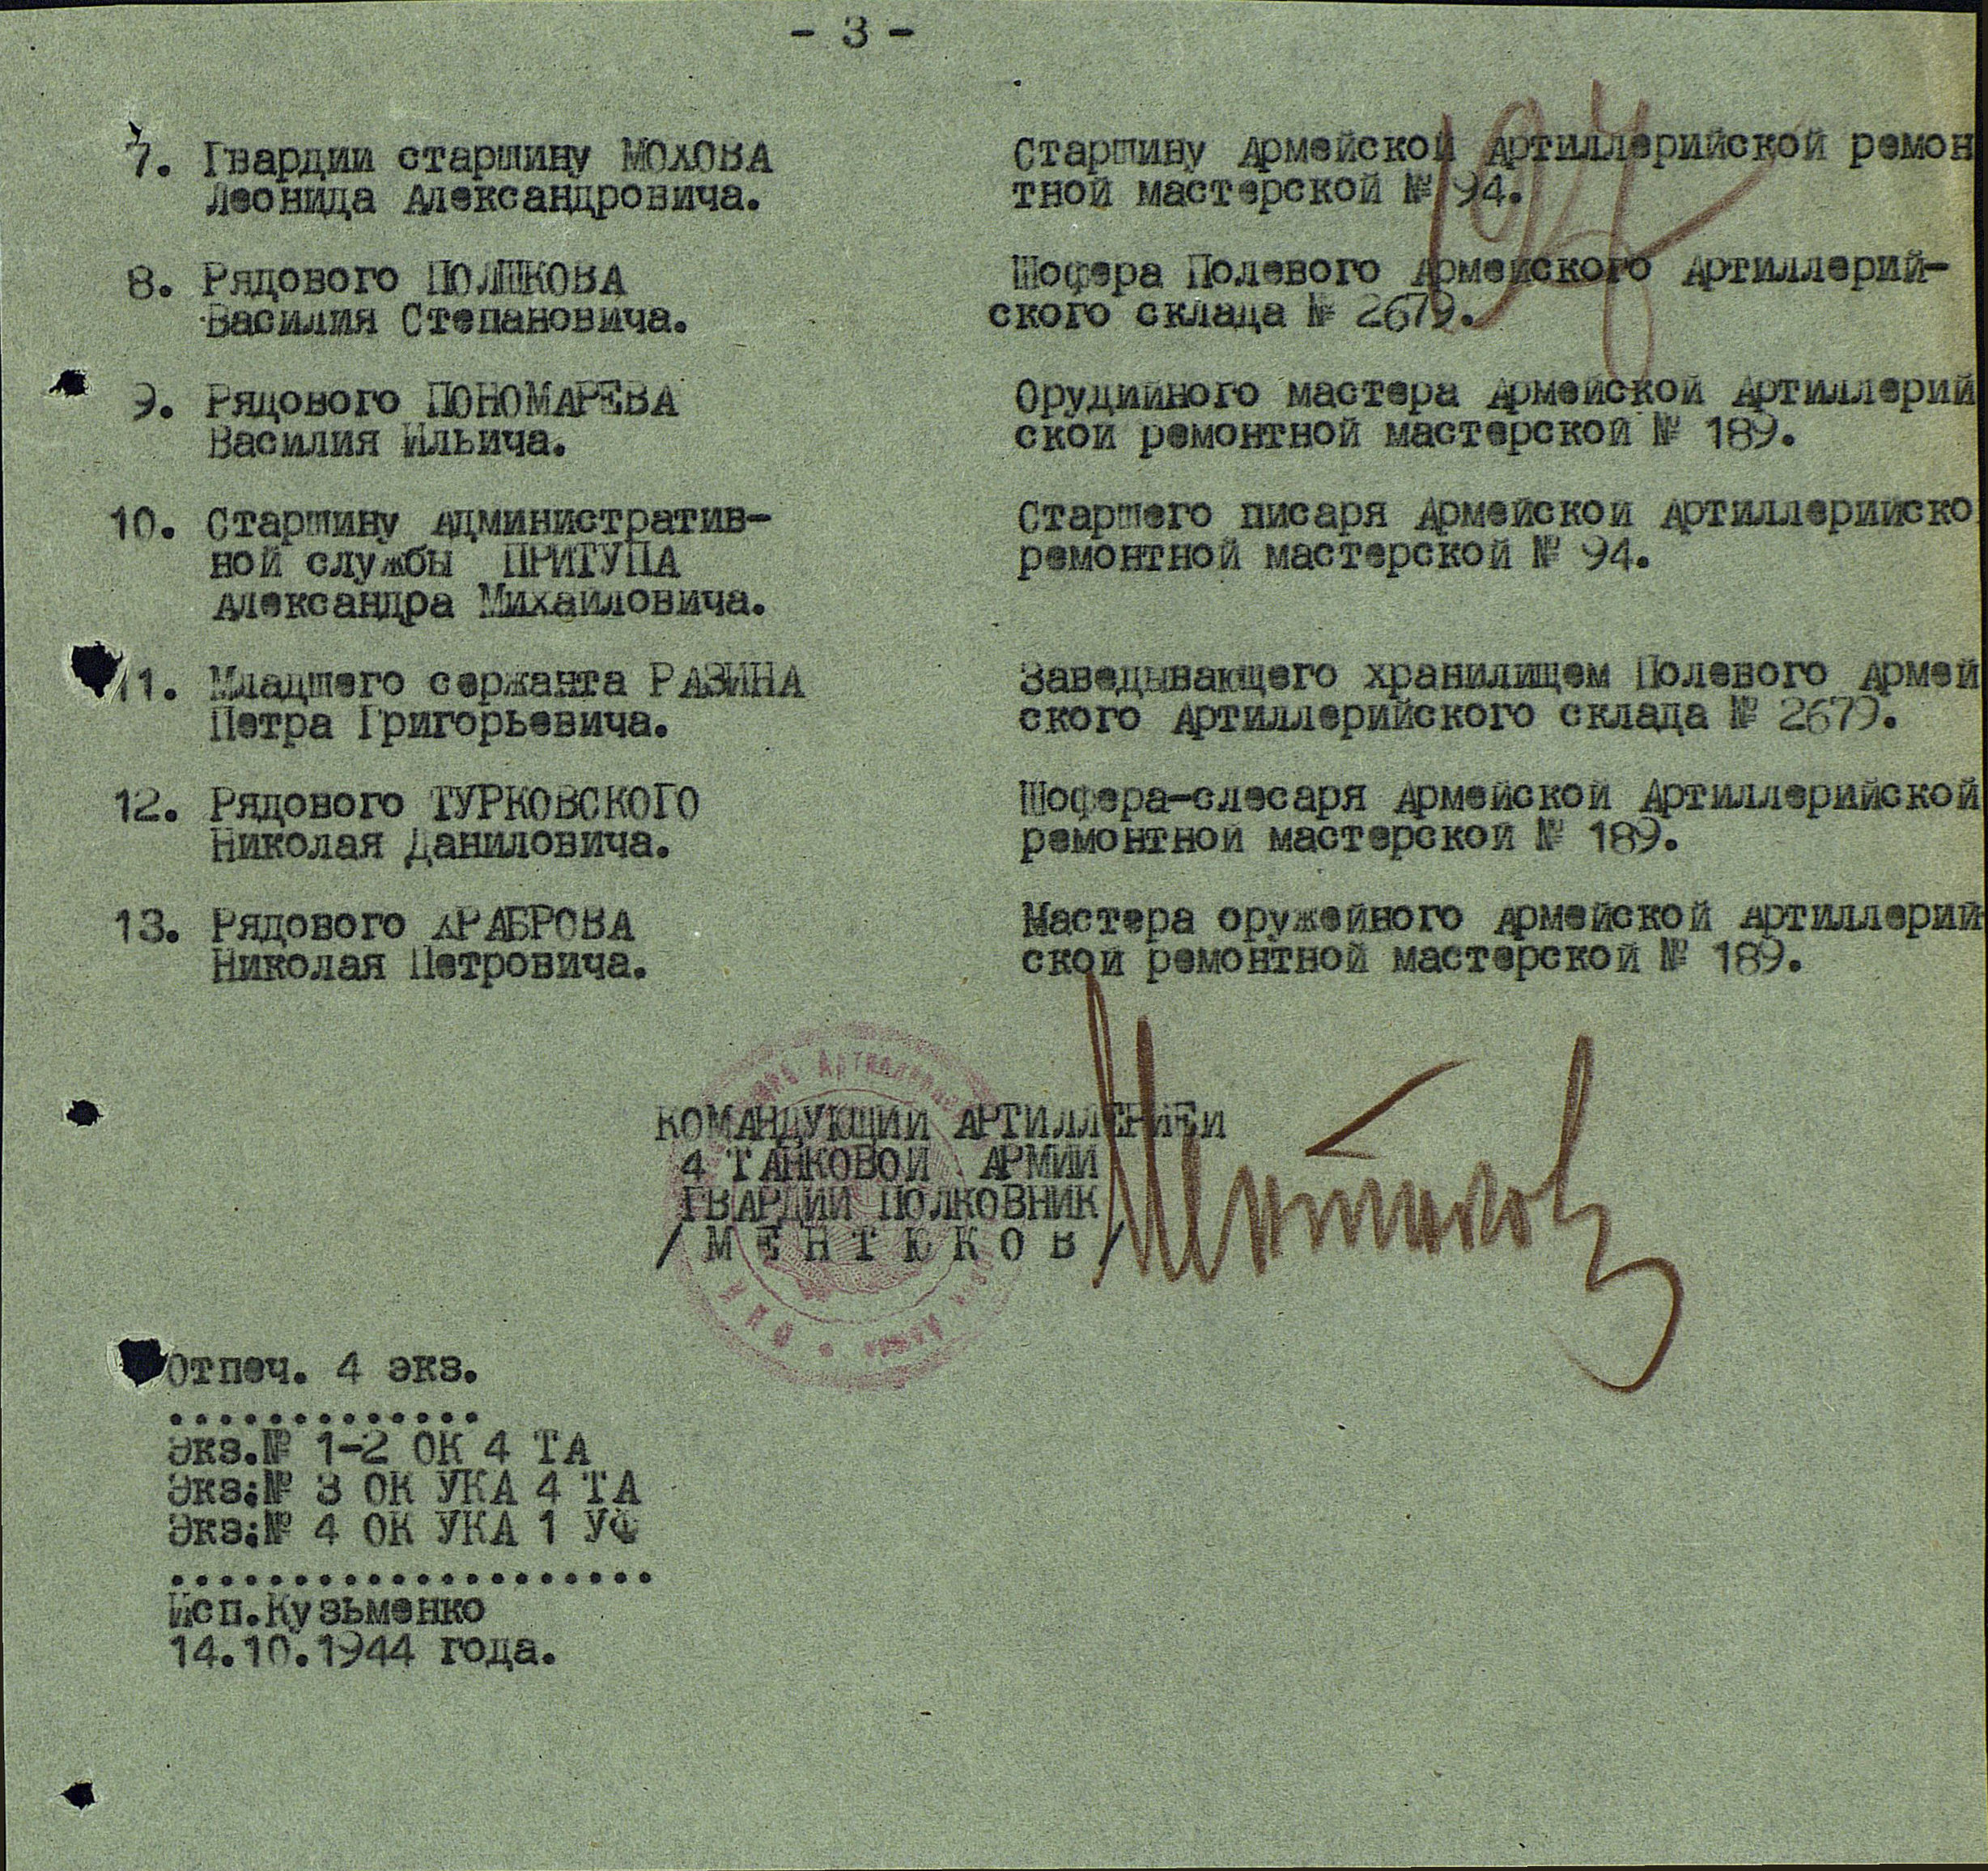 - 3 -
7. Гвардии старшину МОХОВА Старшину Армейской Артиллерийской ремон
Леонида Александровича. тной мастерской № 94.
8. Рядового Шофера Полевого Армейского Артиллерий-
Василия Степановича. ского склада № 2679.
9. Рядового ПОНОМАРЕВА Орудийного мастера Армейской Артиллерий
Василия Ильича. ской ремонтной мастерской № 189.
10. Старшину Административ- Старшего писаря Армейской Артиллерийско
ной службы ПРИТУПА ремонтной мастерской № 94.
Александра Михайловича.
11. Младшего сержанта РАЗИНА Заведывающего хранилищем Полевого Армей
Петра Григорьевича. ского Артиллерийского склада № 2679.
12. Рядового ТУРКОВСКОГО Шофера-слесаря Армейской Артиллерийской
Николая Даниловича. ремонтной мастерской № 189.
13. Рядового ХРАБРОВА Мастера оружейного Армейской Артиллерий
Николая Петровича. ской ремонтной мастерской № 189.
КОМАНДУЮЩИЙ АРТИЛЛЕРИЕЙ
4 ТАНКОВОЙ АРМИИ
ГВАРДИИ ПОЛКОВНИК
/ М Е Н Т Ю К О В /
Отпеч. 4 экз.
.............
Экз.№ 1-2 ОК 4 ТА
Экз:№ 3 ОК УКА 4 ТА
Экз:№ 4 ОК УКА 1 УФ
....................
Исп.Кузьменко
14.10.1944 года.